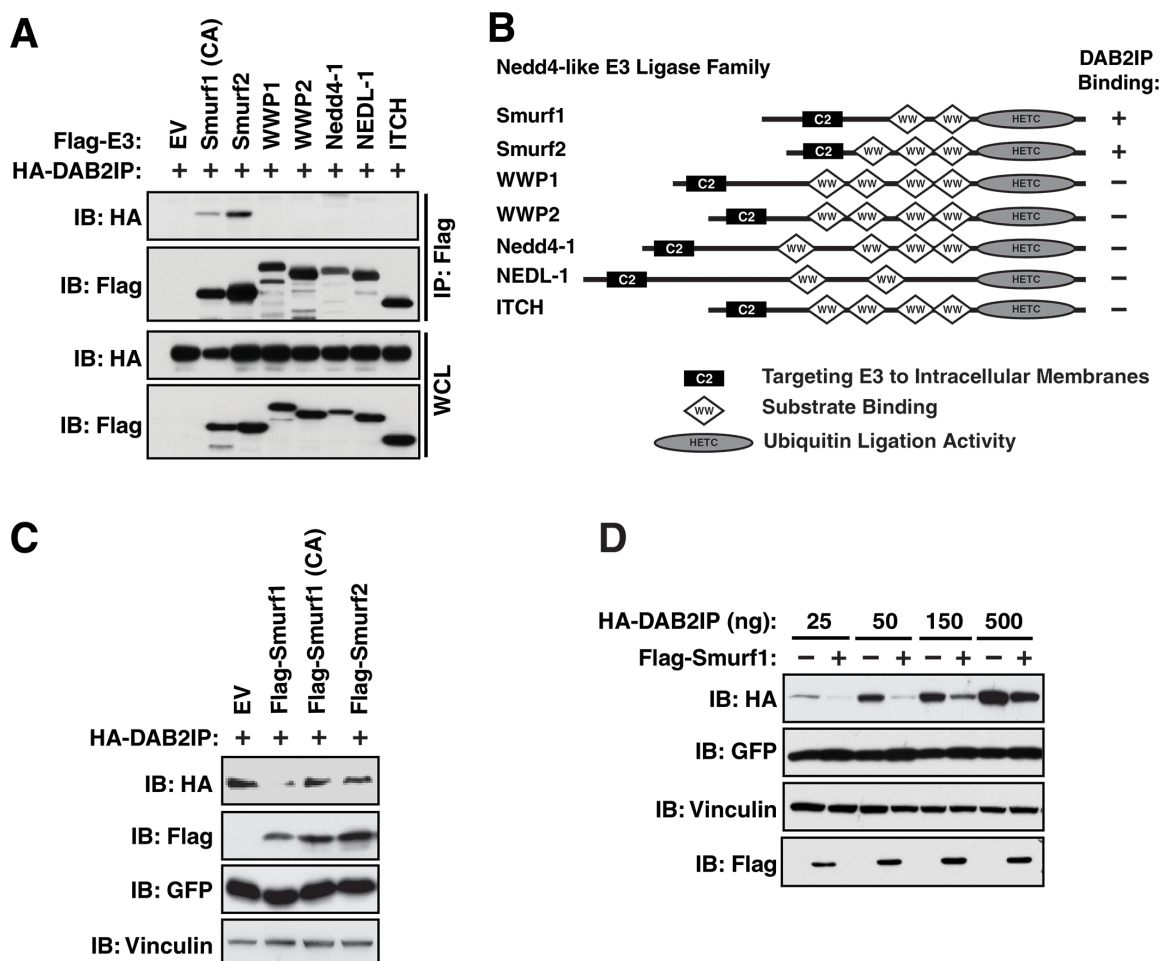 A
Flag-E3:
EV
Smurf1 (CA)
Smurf2
WWP1
WWP2
Nedd4-1
NEDL-1
ITCH
HA-DAB2IP: + + + + + + + +
IB: HA
IB: Flag
IP: Flag
IB: HA
IB: Flag
WCL
B
Nedd4-like E3 Ligase Family
DAB2IP
Binding:
Smurf1 C2 WW WW HETC +
Smurf2 C2 WW WW WW HETC +
WWP1 C2 WW WW WW WW HETC −
WWP2 C2 WW WW WW WW HETC −
Nedd4-1 C2 WW WW WW WW HETC −
NEDL-1 C2 WW WW HETC −
ITCH C2 WW WW WW WW HETC −
C2 Targeting E3 to Intracellular Membranes
WW Substrate Binding
HETC Ubiquitin Ligation Activity
C
EV
Flag-Smurf1
Flag-Smurf1 (CA)
Flag-Smurf2
HA-DAB2IP: + + + +
IB: HA
IB: Flag
IB: GFP
IB: Vinculin
D
HA-DAB2IP (ng): 25 50 150 500
Flag-Smurf1: − + − + − + − +
IB: HA
IB: GFP
IB: Vinculin
IB: Flag